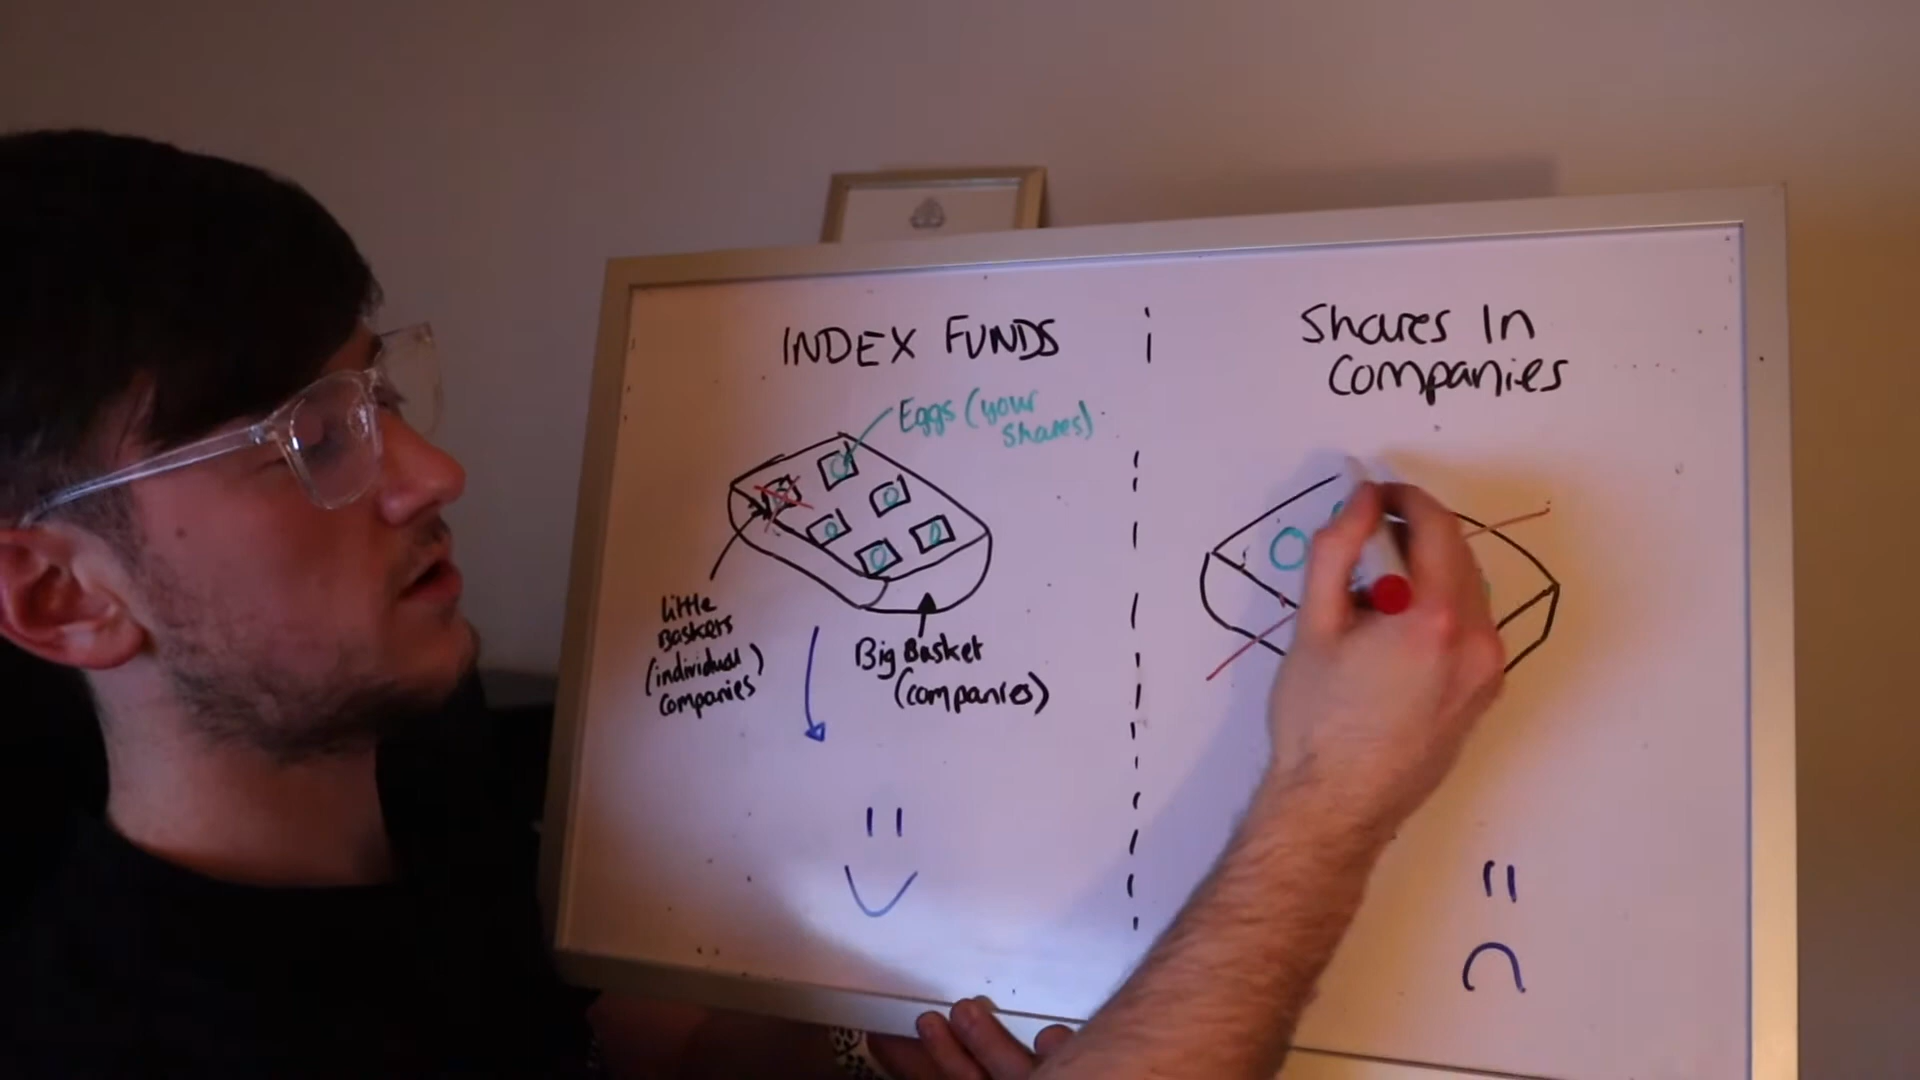 INDEX FUNDS
Eggs (your
shares)
little
Baskets
(individual)
companies
Big Basket
(companies)
Shares In
Companies